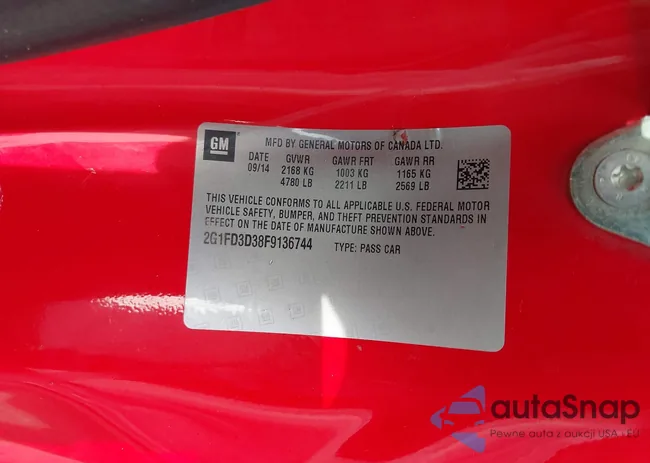 GM
MFD BY GENERAL MOTORS OF CANADA LTD.
DATE GVWR GAWR FRT GAWR RR
09/14 2168 KG 1003 KG 1165 KG
4780 LB 2211 LB 2569 LB
THIS VEHICLE CONFORMS TO ALL APPLICABLE U.S. FEDERAL MOTOR
VEHICLE SAFETY, BUMPER, AND THEFT PREVENTION STANDARDS IN
EFFECT ON THE DATE OF MANUFACTURE SHOWN ABOVE.
2G1FD3D38F9136744 TYPE: PASS CAR
autaSnap
Pewne auta z aukcji USA i EU